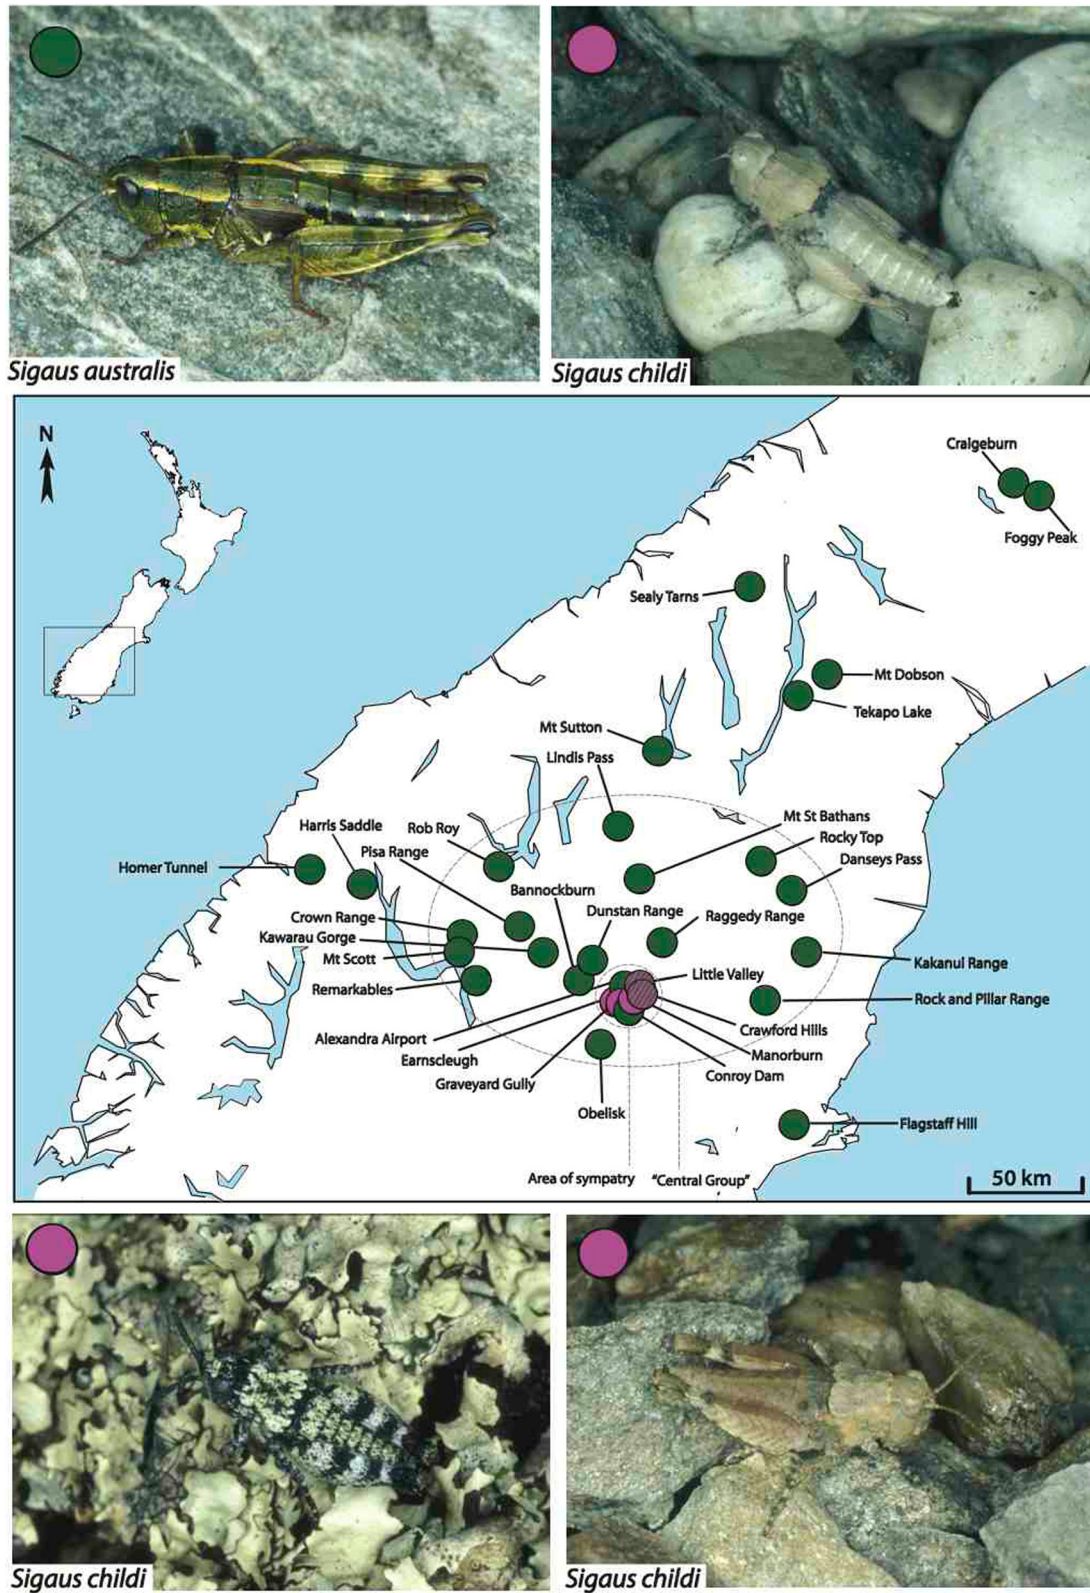 Sigaus australis
Sigaus childi
N
Craigeburn
Foggy Peak
Sealy Tarns
Mt Dobson
Tekapo Lake
Mt Sutton
Lindis Pass
Mt St Bathans
Harris Saddle
Rob Roy
Rocky Top
Pisa Range
Danseys Pass
Homer Tunnel
Bannockburn
Dunstan Range
Raggedy Range
Crown Range
Kawarau Gorge
Mt Scott
Kakanui Range
Little Valley
Remarkables
Rock and Pillar Range
Crawford Hills
Alexandra Airport
Manorburn
Earnscleugh
Conroy Dam
Graveyard Gully
Obelisk
Flagstaff Hill
Area of sympatry
"Central Group"
50 km
Sigaus childi
Sigaus childi